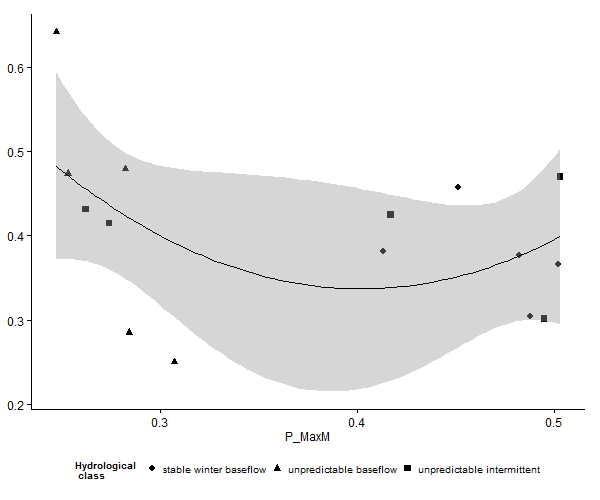 0.6
0.5
0.4
0.3
0.2
0.3 0.4 0.5
P_MaxM
Hydrological
class
stable winter baseflow unpredictable baseflow unpredictable intermittent